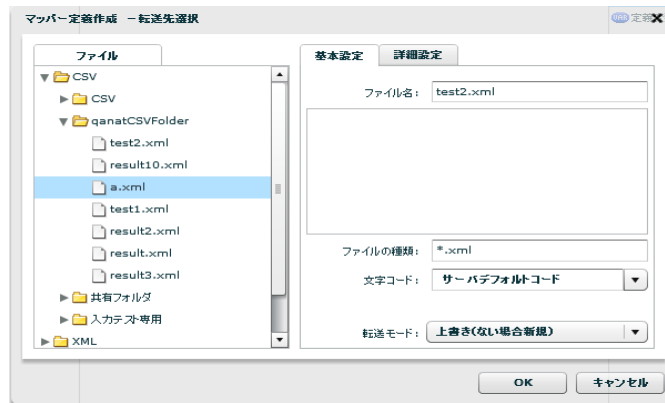 マッパー定義作成 －転送先選択
定義
ファイル
CSV
CSV
qanatCSVFolder
test2.xml
result10.xml
a.xml
test1.xml
result2.xml
result.xml
result3.xml
共有フォルダ
入力テスト専用
XML
基本設定 詳細設定
ファイル名： test2.xml
ファイルの種類： *.xml
文字コード： サーバデフォルトコード
転送モード： 上書き(ない場合新規)
OK キャンセル